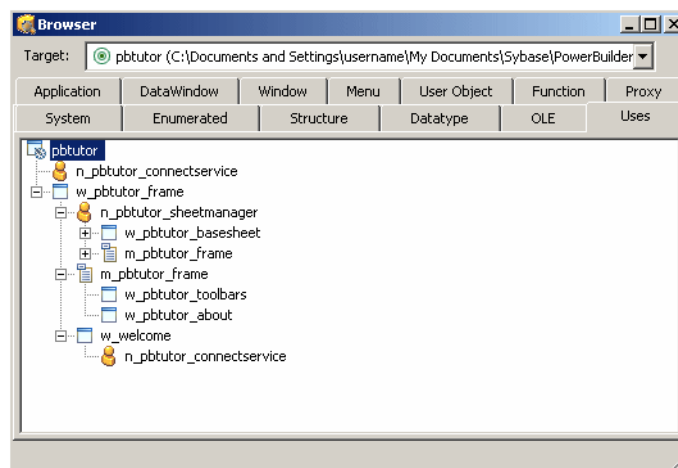 Browser
Target: pbtutor (C:\Documents and Settings\username\My Documents\Sybase\PowerBuilder
Application DataWindow Window Menu User Object Function Proxy
System Enumerated Structure Datatype OLE Uses
pbtutor
n_pbtutor_connectservice
w_pbtutor_frame
n_pbtutor_sheetmanager
w_pbtutor_basesheet
m_pbtutor_frame
m_pbtutor_frame
w_pbtutor_toolbars
w_pbtutor_about
w_welcome
n_pbtutor_connectservice